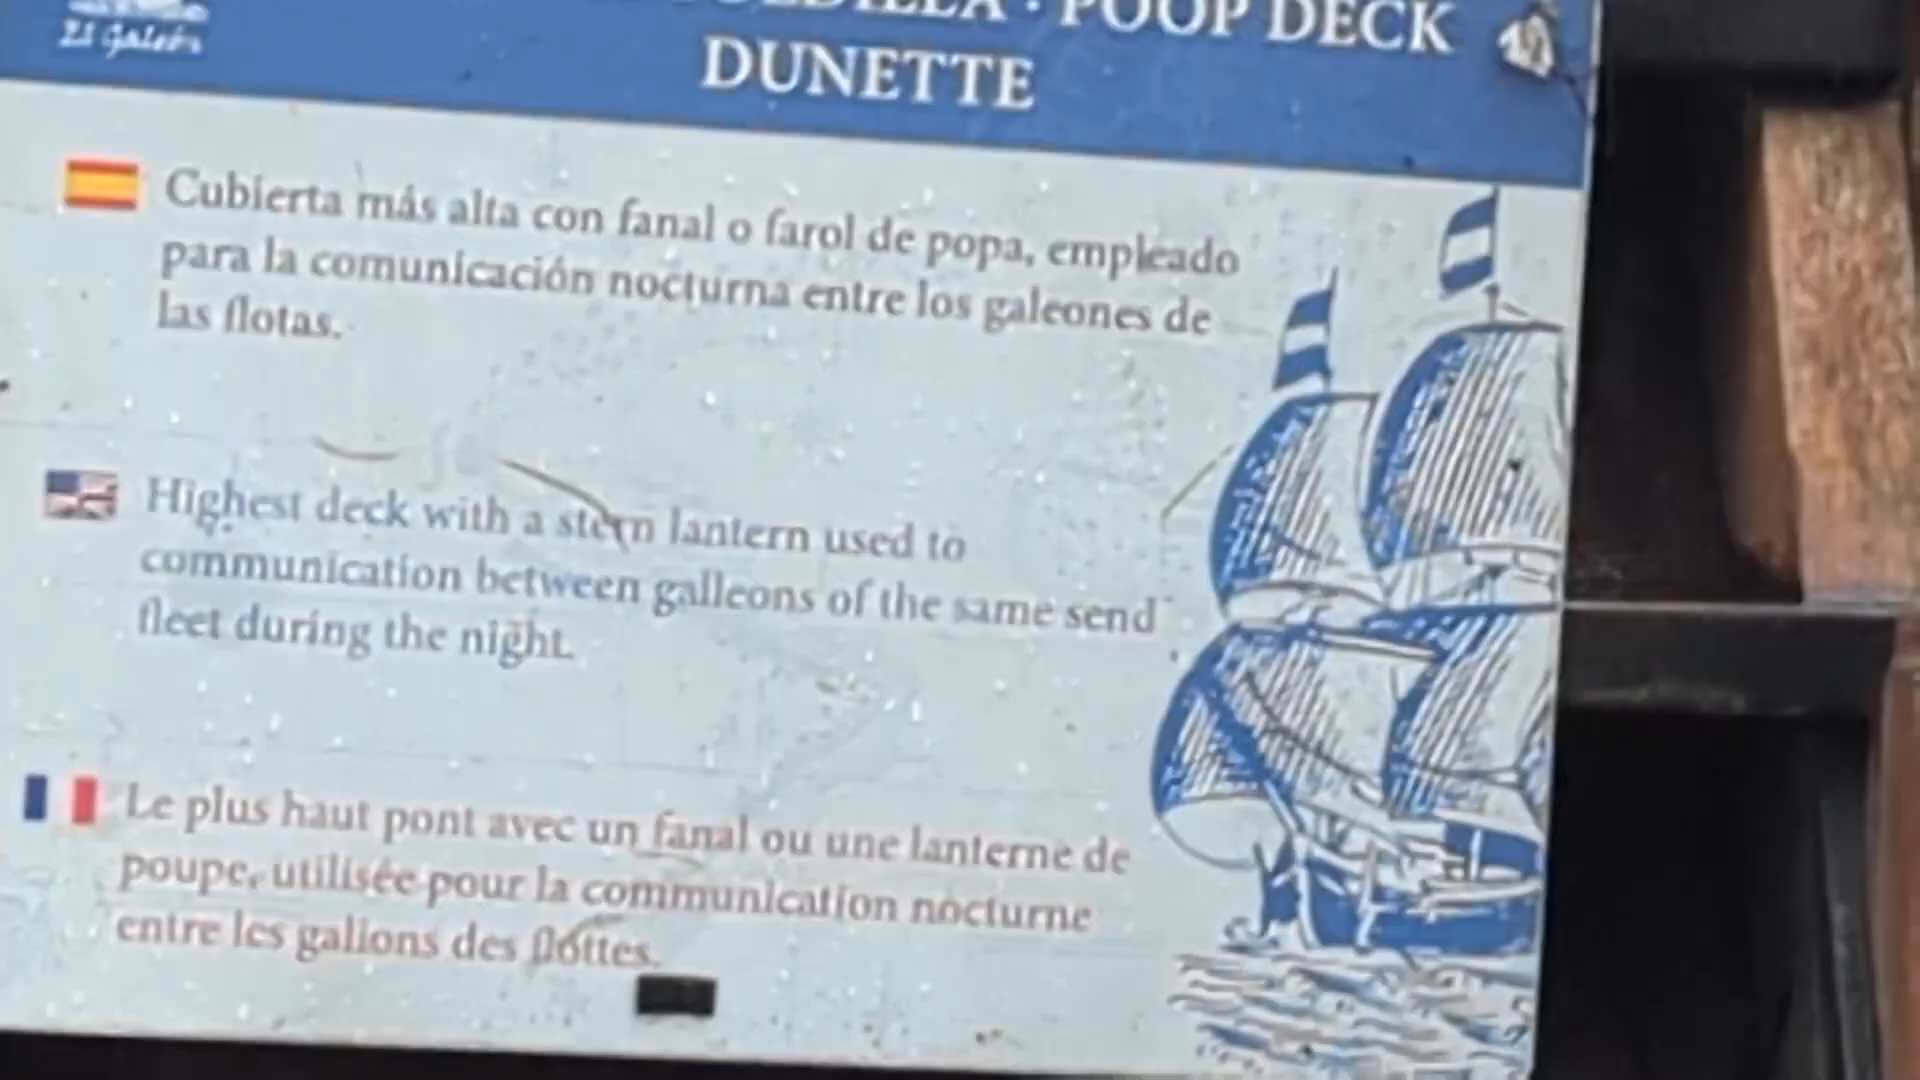 El Galeón
· POOP DECK
DUNETTE
Cubierta más alta con fanal o farol de popa, empleado
para la comunicación nocturna entre los galeones de
las flotas.
Highest deck with a stern lantern used to
communication between galleons of the same send
fleet during the night.
Le plus haut pont avec un fanal ou une lanterne de
poupe, utilisée pour la communication nocturne
entre les galions des flottes.